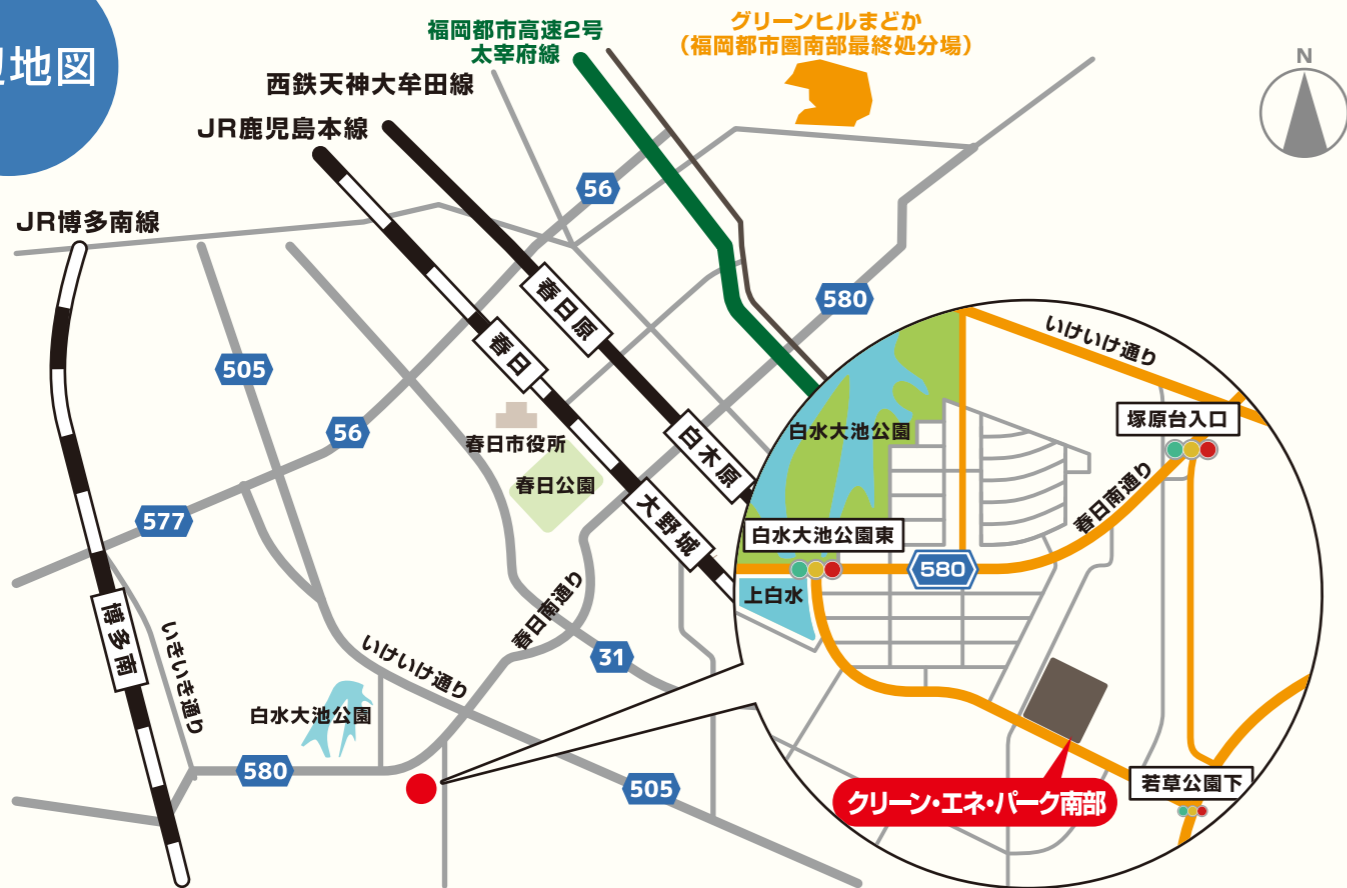 地図
福岡都市高速2号
太宰府線
グリーンヒルまどか
（福岡都市圏南部最終処分場）
N
西鉄天神大牟田線
JR鹿児島本線
JR博多南線
56
580
505
春日原
春日
56
春日市役所
春日公園
白木原
大野城
577
博多南
いきいき通り
いけいけ通り
春日南通り
31
白水大池公園
580
505
いけいけ通り
塚原台入口
白水大池公園
春日南通り
白水大池公園東
580
上白水
クリーン・エネ・パーク南部
若草公園下